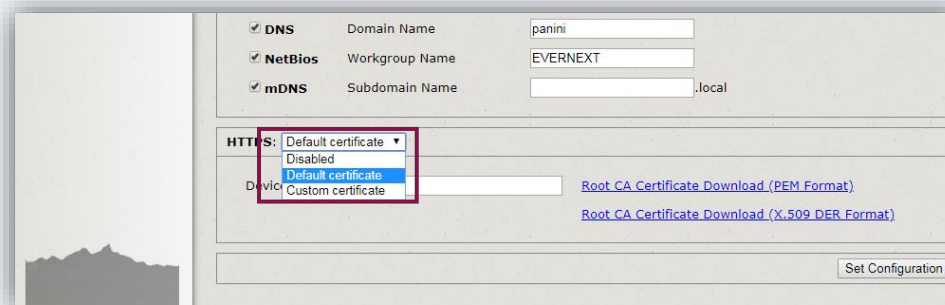 DNS Domain Name panini
NetBios Workgroup Name EVERNEXT
mDNS Subdomain Name .local
HTTPS: Default certificate
Disabled
Default certificate
Custom certificate
Root CA Certificate Download (PEM Format)
Root CA Certificate Download (X.509 DER Format)
Set Configuration